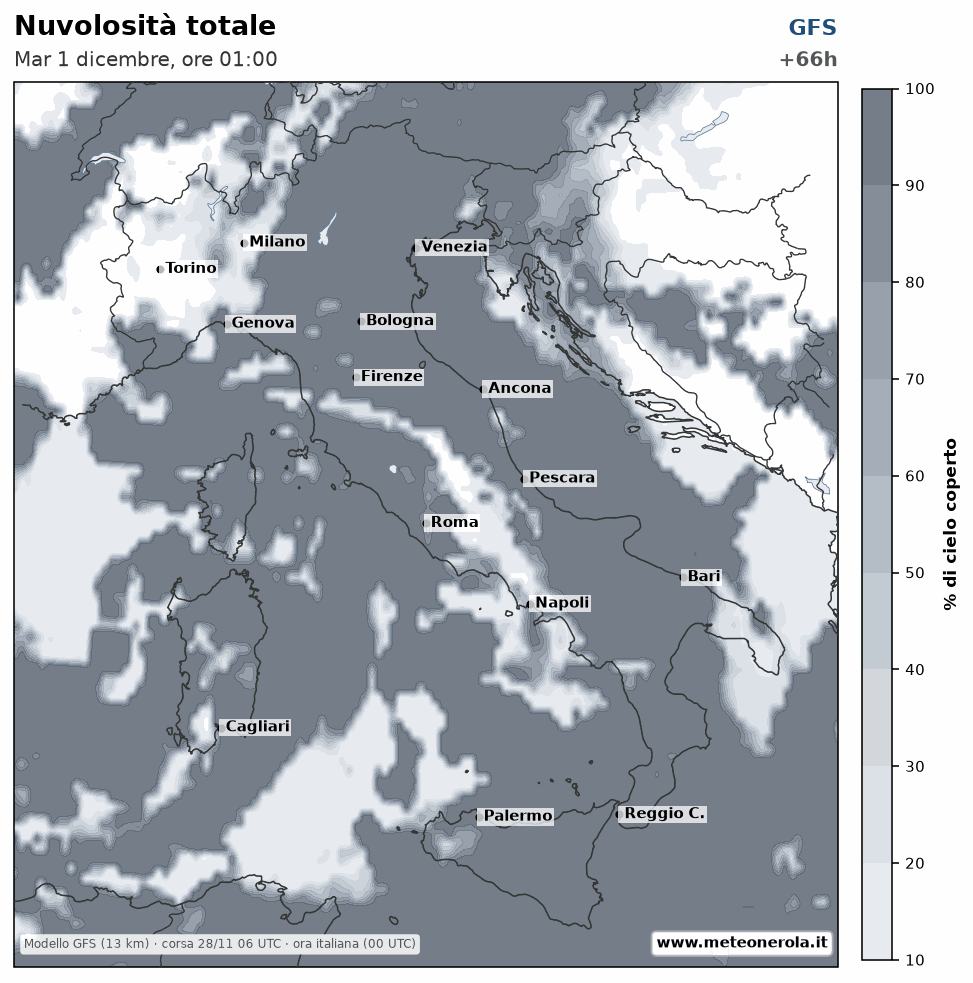 Nuvolosità totale
GFS
Mar 1 dicembre, ore 01:00
+66h
100
90
80
70
60
50
40
30
20
10
% di cielo coperto
Milano
Venezia
Torino
Genova
Bologna
Firenze
Ancona
Pescara
Roma
Bari
Napoli
Cagliari
Palermo
Reggio C.
Modello GFS (13 km) · corsa 28/11 06 UTC · ora italiana (00 UTC)
www.meteonerola.it